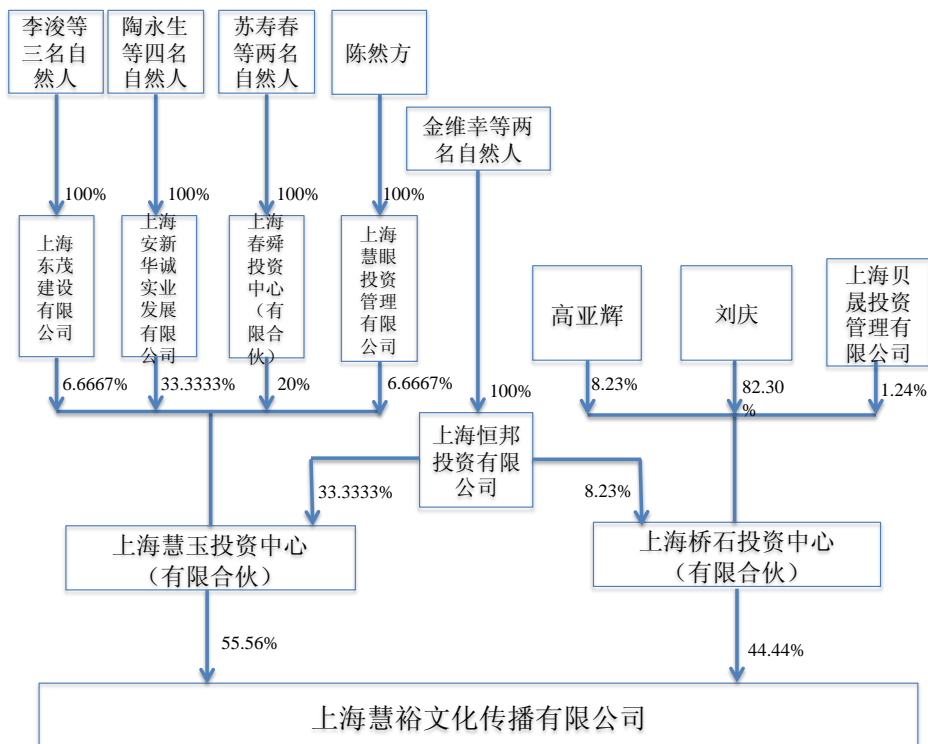 李浚等
三名自
然人
陶永生
等四名
自然人
苏寿春
等两名
自然人
陈然方
金维幸等两
名自然人
100%
100%
100%
100%
上海
东茂
建设
有限
公司
上海
安新
华诚
实业
发展
有限
公司
上海
春舜
投资
中心
（有
限合
伙）
上海
慧眼
投资
管理
有限
公司
高亚辉
刘庆
上海贝
晟投资
管理有
限公司
6.6667%
33.3333%
20%
6.6667%
100%
8.23%
82.30
%
1.24%
上海恒邦
投资有限
公司
33.3333%
8.23%
上海慧玉投资中心
（有限合伙）
上海桥石投资中心
（有限合伙）
55.56%
44.44%
上海慧裕文化传播有限公司